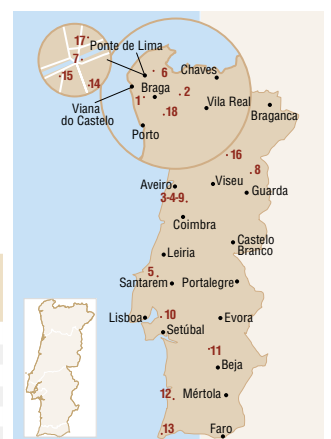 17
Ponte de Lima
7
6
Chaves
15
14
2
Braga
1
Viana
do Castelo
18
Vila Real
Braganca
Porto
16
8
Aveiro
Viseu
Guarda
3-4-9
Coimbra
Castelo
Branco
Leiria
5
Santarem
Portalegre
Lisboa
10
Evora
Setúbal
11
Beja
12
Mértola
13
Faro